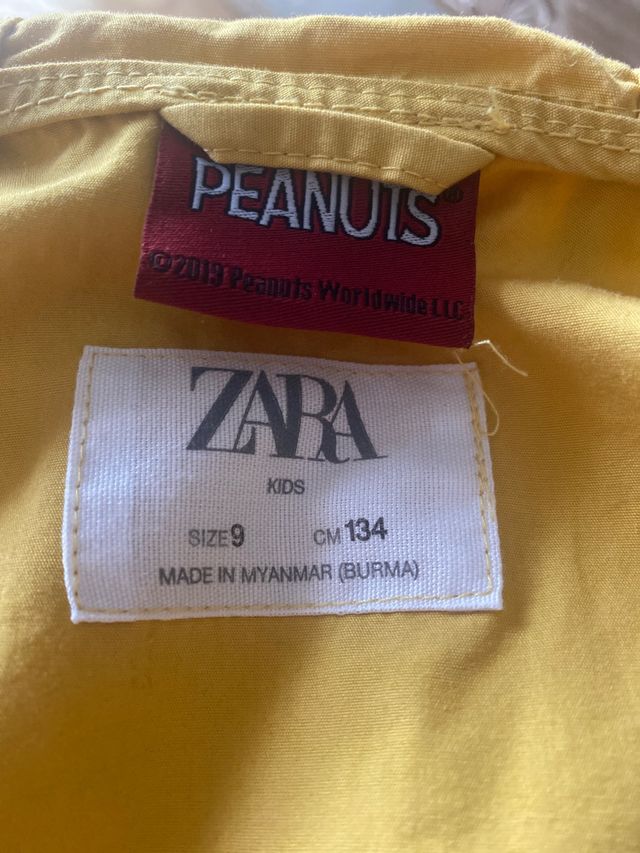 PEANUTS®
©2019 Peanuts Worldwide LLC
ZARA
KIDS
SIZE 9 CM 134
MADE IN MYANMAR (BURMA)